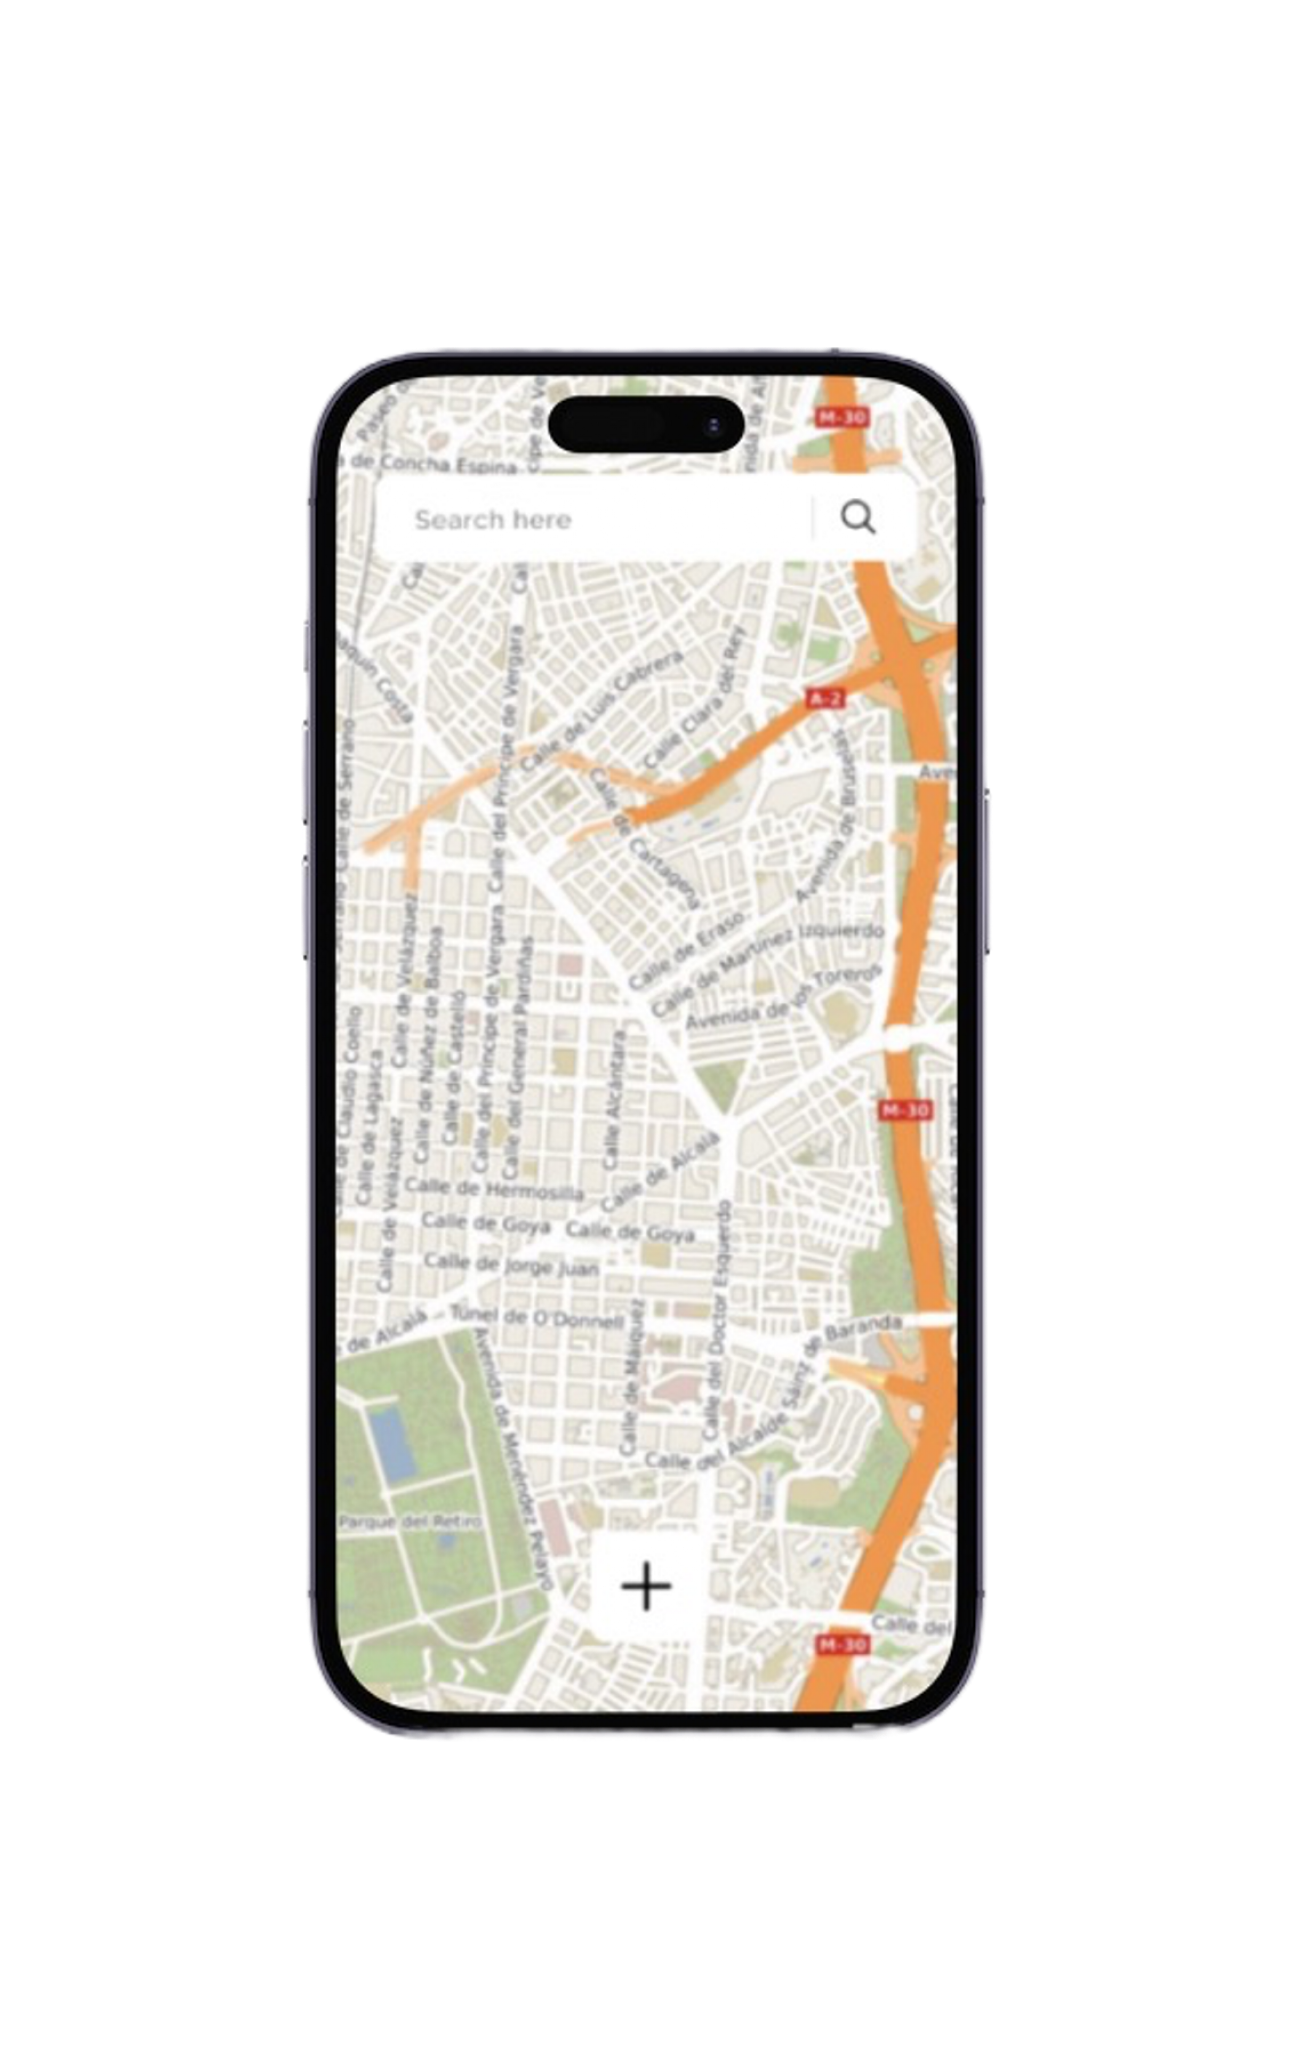 Paseo
cipe de Ve
M-30
a de Concha Espina
Search here
Joaquín Costa
Calle de Luis Cabrera
Calle Clara del Rey
A-2
Calle del Príncipe de Vergara
Calle de Serrano
Calle de Cartagena
Avenida de Bruselas
Ave
Calle de Eraso
Calle de Martínez Izquierdo
Avenida de los Toreros
Calle de Velázquez
Calle de Núñez de Balboa
Calle de Castelló
Calle del Príncipe de Vergara
Calle del General Pardiñas
Calle Alcántara
M-30
de Claudio Coello
Calle de Lagasca
Calle de Velázquez
Calle de Alcalá
Calle de Hermosilla
Calle de Goya
Calle de Goya
Calle de Jorge Juan
Calle del Doctor Esquerdo
Túnel de O'Donnell
de Alcalá
Calle de Máiquez
Calle del Alcalde Sáinz de Baranda
Avenida de Menéndez Pelayo
Parque del Retiro
+
Calle del
M-30